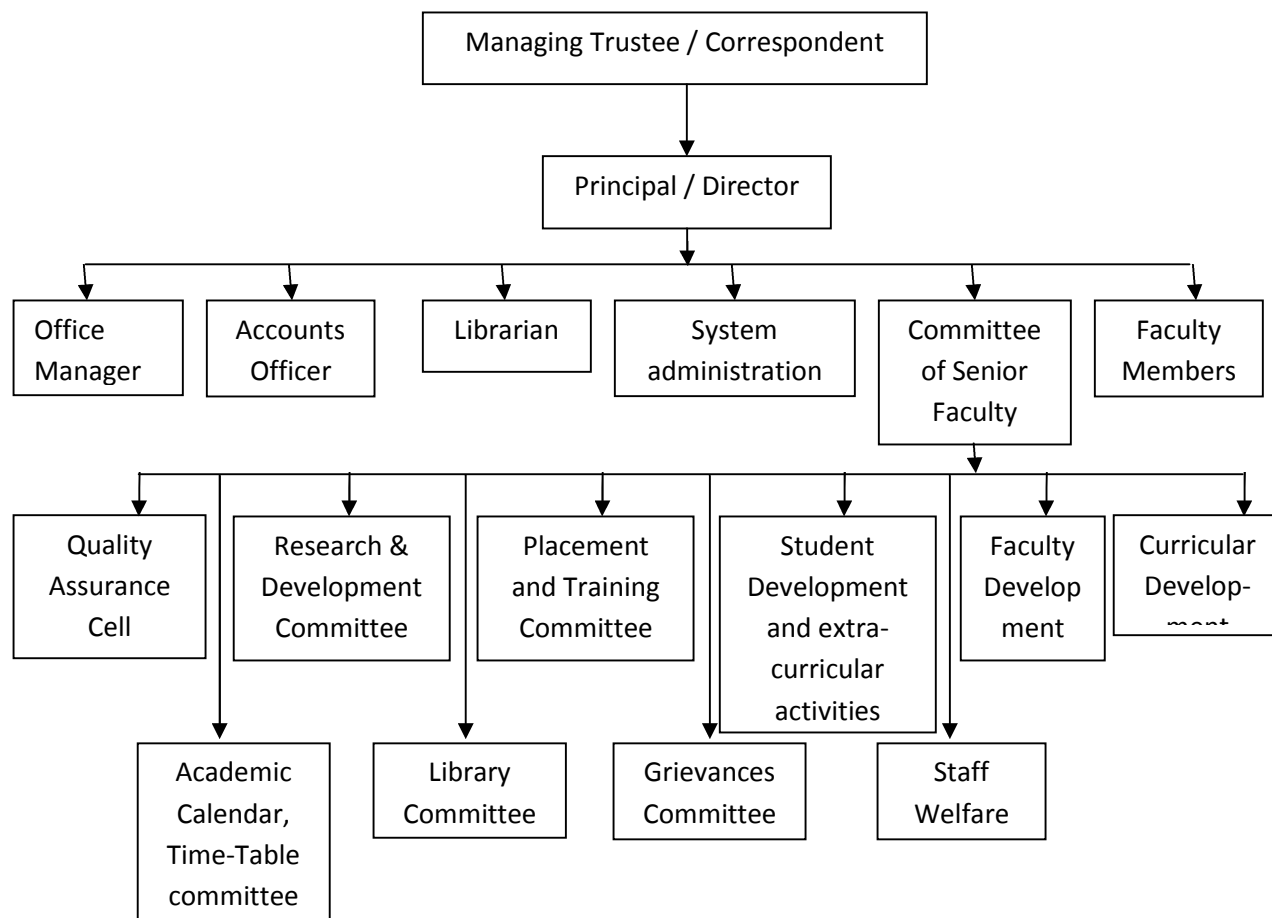 Managing Trustee / Correspondent
Principal / Director
Office
Manager
Accounts
Officer
Librarian
System
administration
Committee
of Senior
Faculty
Faculty
Members
Quality
Assurance
Cell
Research &
Development
Committee
Placement
and Training
Committee
Student
Development
and extra-
curricular
activities
Faculty
Develop
ment
Curricular
Develop-
ment
Academic
Calendar,
Time-Table
committee
Library
Committee
Grievances
Committee
Staff
Welfare